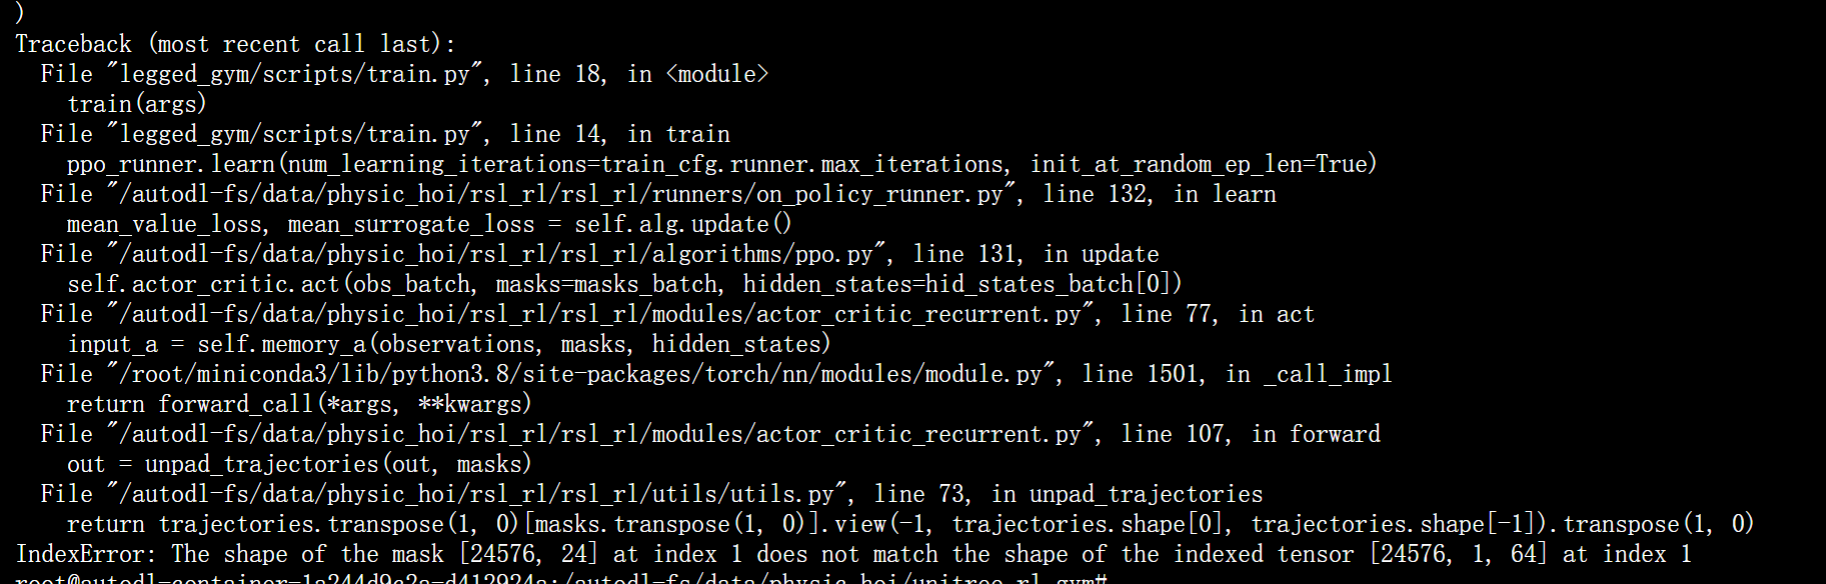 )
Traceback (most recent call last):
  File "legged_gym/scripts/train.py", line 18, in <module>
    train(args)
  File "legged_gym/scripts/train.py", line 14, in train
    ppo_runner.learn(num_learning_iterations=train_cfg.runner.max_iterations, init_at_random_ep_len=True)
  File "/autodl-fs/data/physic_hoi/rsl_rl/rsl_rl/runners/on_policy_runner.py", line 132, in learn
    mean_value_loss, mean_surrogate_loss = self.alg.update()
  File "/autodl-fs/data/physic_hoi/rsl_rl/rsl_rl/algorithms/ppo.py", line 131, in update
    self.actor_critic.act(obs_batch, masks=masks_batch, hidden_states=hid_states_batch[0])
  File "/autodl-fs/data/physic_hoi/rsl_rl/rsl_rl/modules/actor_critic_recurrent.py", line 77, in act
    input_a = self.memory_a(observations, masks, hidden_states)
  File "/root/miniconda3/lib/python3.8/site-packages/torch/nn/modules/module.py", line 1501, in _call_impl
    return forward_call(*args, **kwargs)
  File "/autodl-fs/data/physic_hoi/rsl_rl/rsl_rl/modules/actor_critic_recurrent.py", line 107, in forward
    out = unpad_trajectories(out, masks)
  File "/autodl-fs/data/physic_hoi/rsl_rl/rsl_rl/utils/utils.py", line 73, in unpad_trajectories
    return trajectories.transpose(1, 0)[masks.transpose(1, 0)].view(-1, trajectories.shape[0], trajectories.shape[-1]).transpose(1, 0)
IndexError: The shape of the mask [24576, 24] at index 1 does not match the shape of the indexed tensor [24576, 1, 64] at index 1